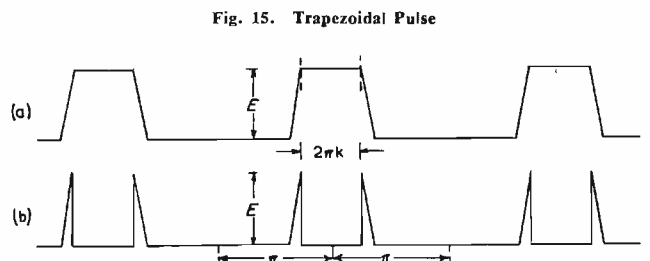 Fig. 15. Trapezoidal Pulse
(a)
E
2πk
(b)
E
π π